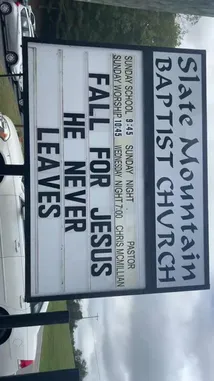 Slate Mountain
BAPTIST CHURCH
SUNDAY SCHOOL 9:45 SUNDAY NIGHT PASTOR
SUNDAY WORSHIP 10:45 WEDNESDAY NIGHT 7:00 CHRIS MCMILLIAN
FALL FOR JESUS
HE NEVER
LEAVES